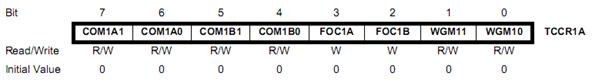 Bit 7 6 5 4 3 2 1 0
COM1A1 COM1A0 COM1B1 COM1B0 FOC1A FOC1B WGM11 WGM10 TCCR1A
Read/Write R/W R/W R/W R/W W W R/W R/W
Initial Value 0 0 0 0 0 0 0 0